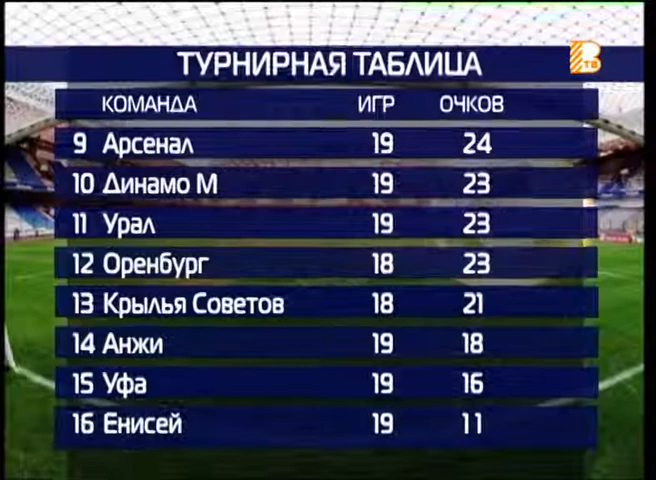 ТУРНИРНАЯ ТАБЛИЦА
В ТВ
КОМАНДА ИГР ОЧКОВ
9 Арсенал 19 24
10 Динамо М 19 23
11 Урал 19 23
12 Оренбург 18 23
13 Крылья Советов 18 21
14 Анжи 19 18
15 Уфа 19 16
16 Енисей 19 11